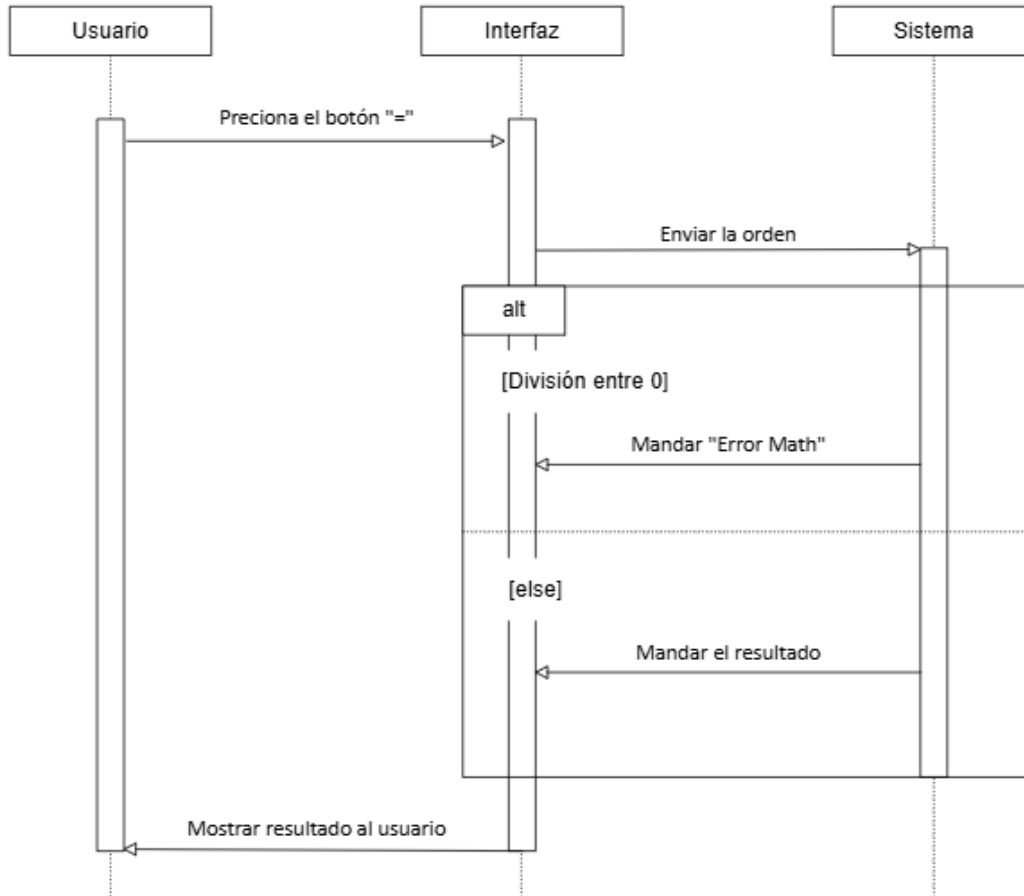 Usuario
Interfaz
Sistema
Preciona el botón "="
Enviar la orden
alt
[División entre 0]
Mandar "Error Math"
[else]
Mandar el resultado
Mostrar resultado al usuario